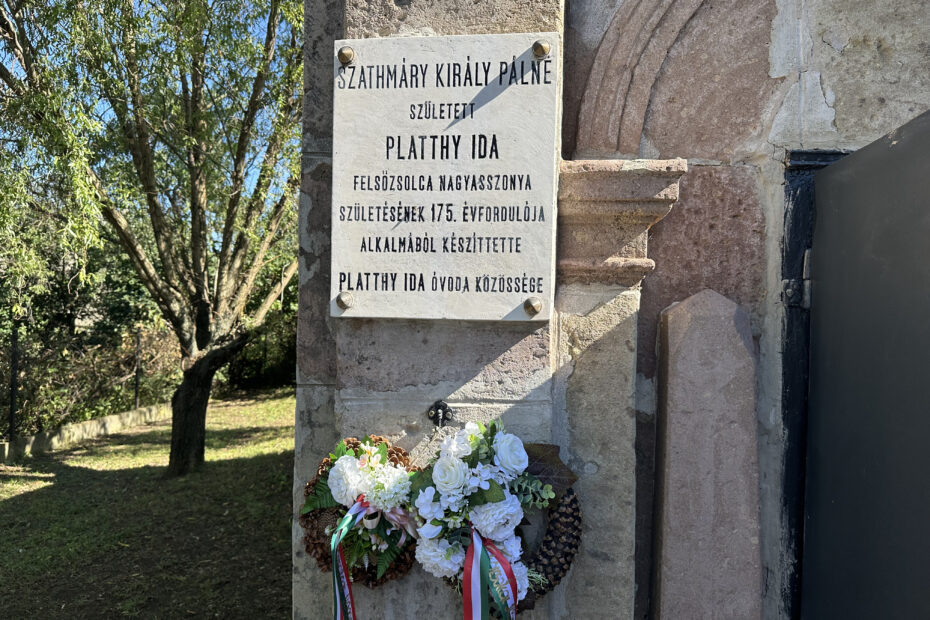 SZATHMÁRY KIRÁLY PÁLNÉ
SZÜLETETT
PLATTHY IDA
FELSŐZSOLCA NAGYASSZONYA
SZÜLETÉSÉNEK 175. ÉVFORDULÓJA
ALKALMÁBÓL KÉSZÍTTETTE
PLATTHY IDA ÓVODA KÖZÖSSÉGE